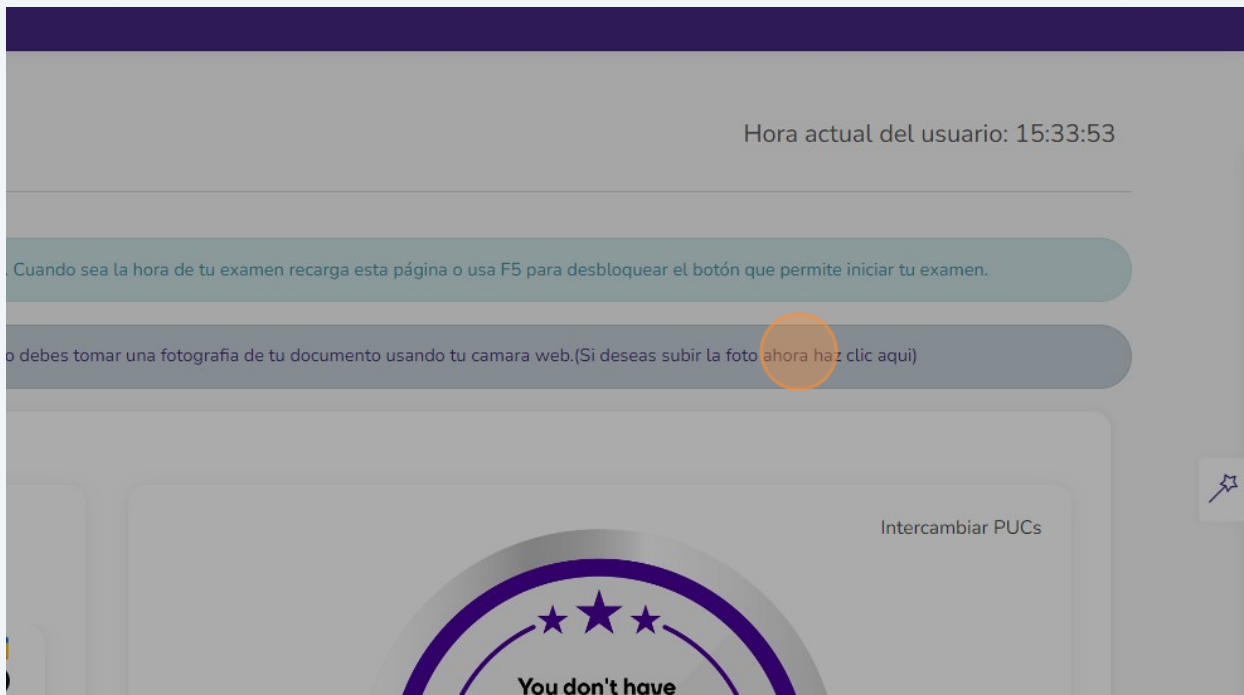 Hora actual del usuario: 15:33:53
. Cuando sea la hora de tu examen recarga esta página o usa F5 para desbloquear el botón que permite iniciar tu examen.
o debes tomar una fotografia de tu documento usando tu camara web.(Si deseas subir la foto ahora haz clic aqui)
Intercambiar PUCs
You don't have